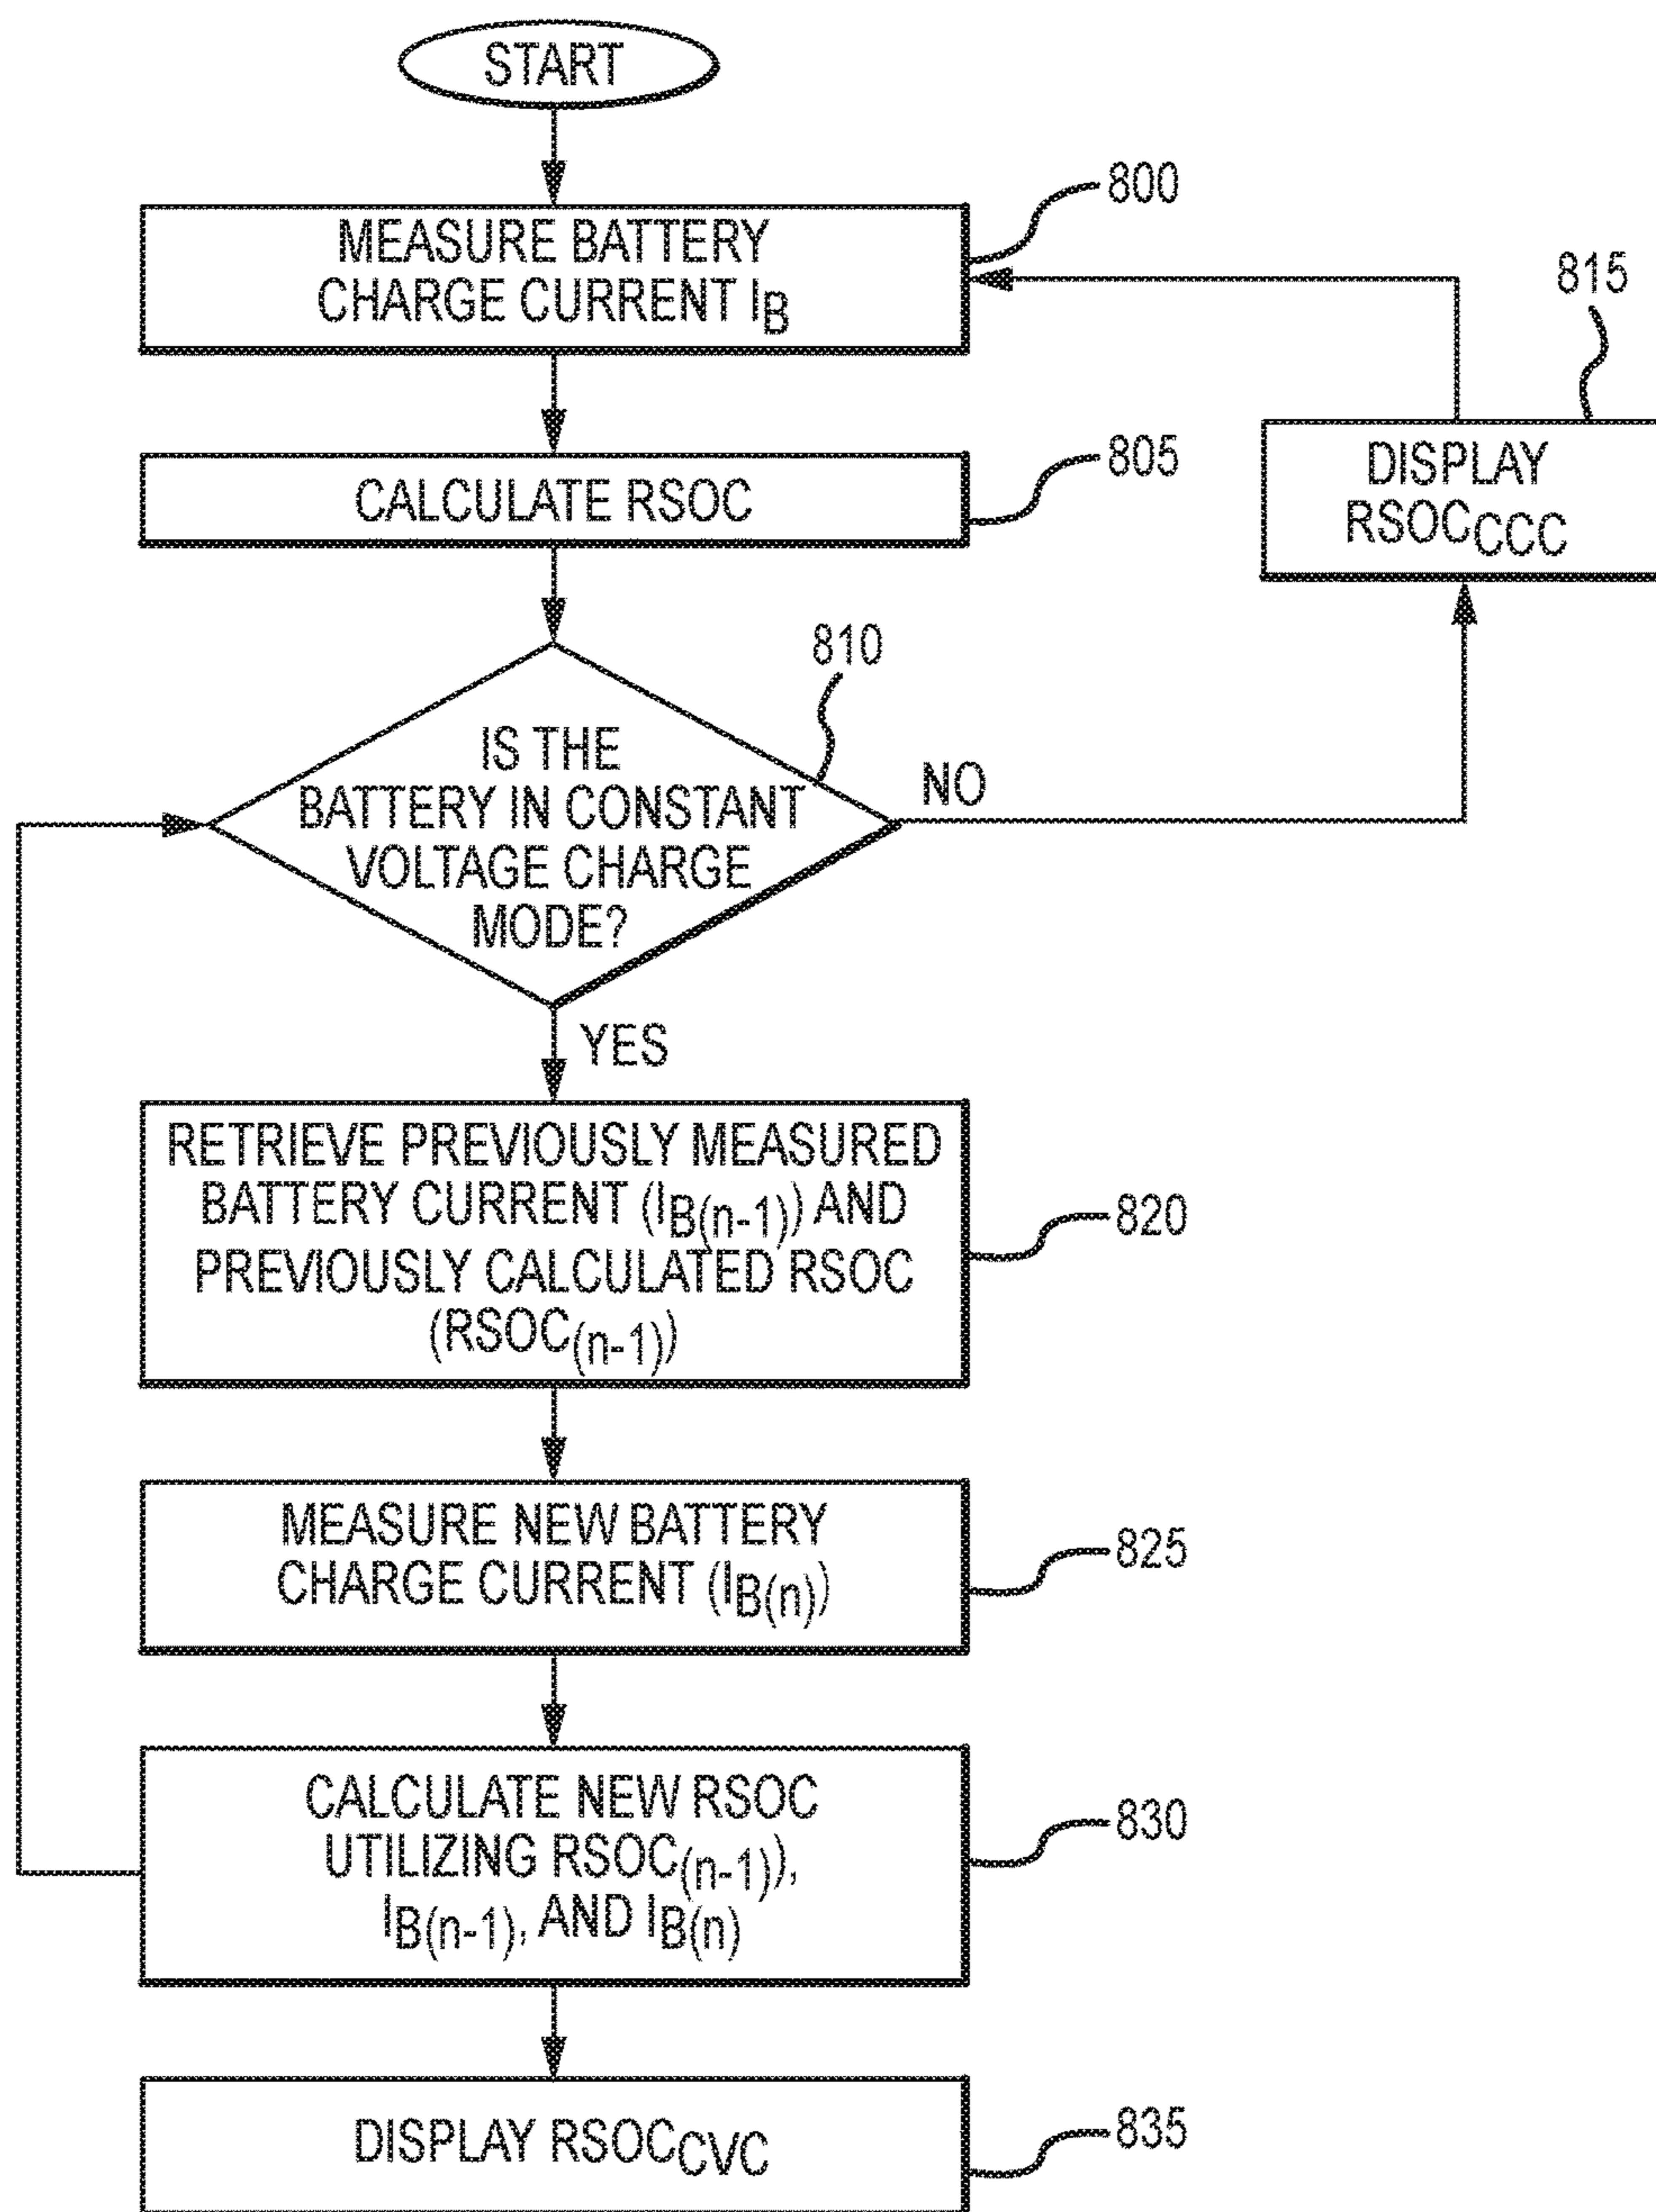 START
800
MEASURE BATTERY
CHARGE CURRENT IB
815
805
CALCULATE RSOC
DISPLAY
RSOCCCC
810
IS THE
BATTERY IN CONSTANT
VOLTAGE CHARGE
MODE?
NO
YES
RETRIEVE PREVIOUSLY MEASURED
BATTERY CURRENT (IB(n-1)) AND
PREVIOUSLY CALCULATED RSOC
(RSOC(n-1))
820
MEASURE NEW BATTERY
CHARGE CURRENT (IB(n))
825
CALCULATE NEW RSOC
UTILIZING RSOC(n-1)),
IB(n-1), AND IB(n)
830
DISPLAY RSOCCVC
835